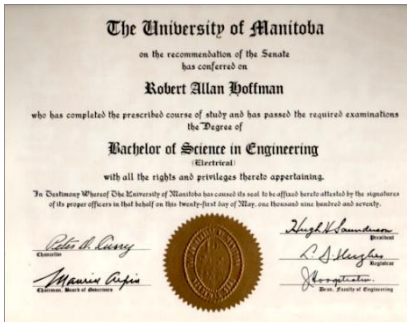 The University of Manitoba
on the recommendation of the Senate
has conferred on
Robert Allan Hoffman
who has completed the prescribed course of study and has passed the required examinations
the Degree of
Bachelor of Science in Engineering
(Electrical)
with all the rights and privileges thereto appertaining.
In Testimony Whereof The University of Manitoba has caused its seal to be affixed hereto attested by the signatures
of its proper officers in that behalf on this twenty-first day of May, one thousand nine hundred and seventy.
Peter D. Curry
Chancellor
Hugh H Saunderson
President
Registrar
Chairman, Board of Governors
Dean, Faculty of Engineering